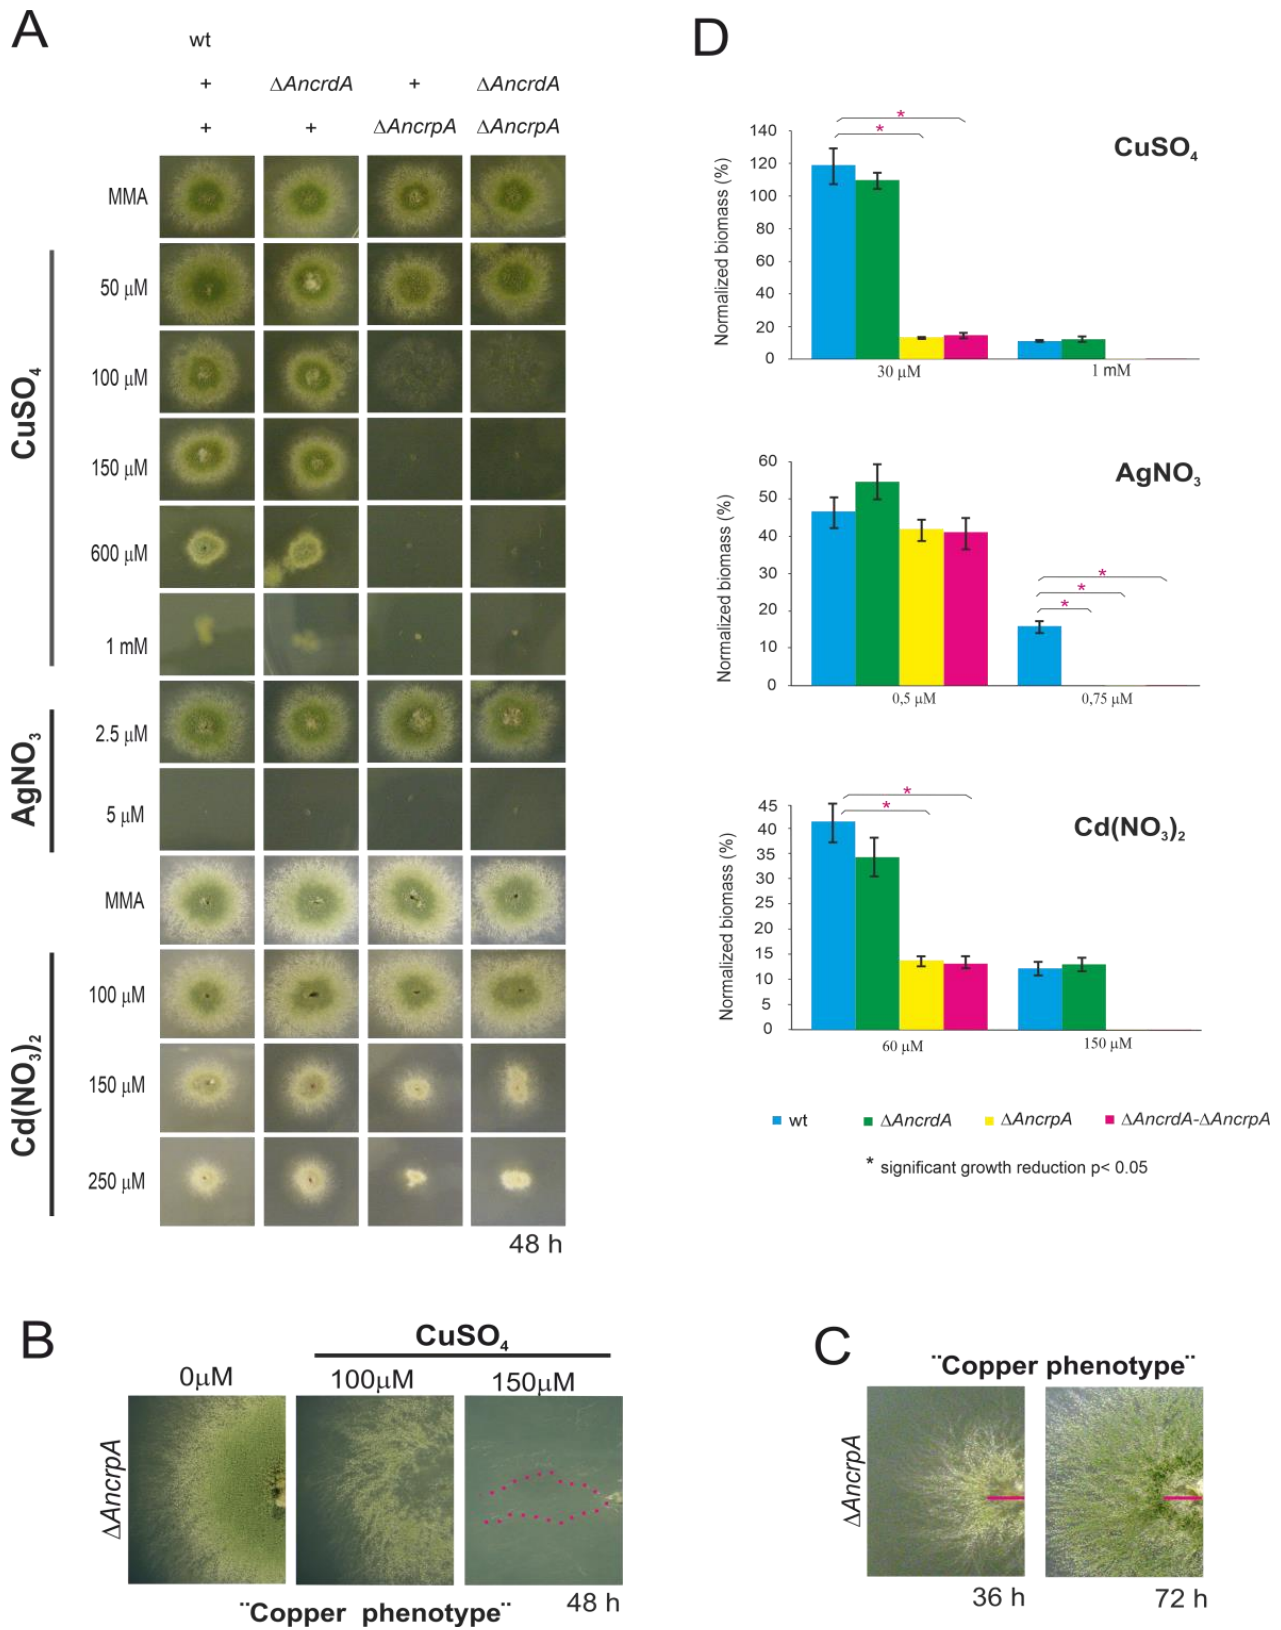 A
wt
+ ΔAncrdA + ΔAncrdA
+ + ΔAncrpA ΔAncrpA
MMA
CuSO4
50 μM
100 μM
150 μM
600 μM
1 mM
AgNO3
2.5 μM
5 μM
MMA
Cd(NO3)2
100 μM
150 μM
250 μM
48 h
D
CuSO4
Normalized biomass (%)
140
120
100
80
60
40
20
0
* *
30 μM 1 mM
AgNO3
Normalized biomass (%)
60
50
40
30
20
10
0
* * *
0,5 μM 0,75 μM
Cd(NO3)2
Normalized biomass (%)
45
40
35
30
25
20
15
10
5
0
* *
60 μM 150 μM
wt ΔAncrdA ΔAncrpA ΔAncrdA-ΔAncrpA
* significant growth reduction p< 0.05
B
CuSO4
0μM 100μM 150μM
ΔAncrpA
¨Copper phenotype¨ 48 h
C
¨Copper phenotype¨
ΔAncrpA
36 h 72 h